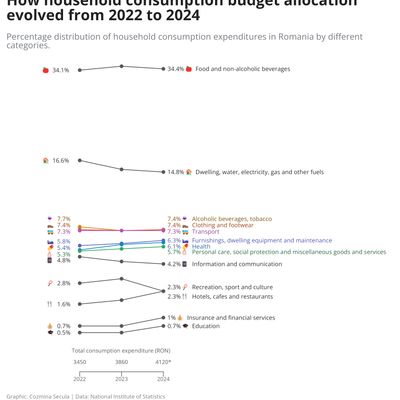 How household consumption budget allocation
evolved from 2022 to 2024
Percentage distribution of household consumption expenditures in Romania by different
categories.
34.1%
34.4% Food and non-alcoholic beverages
16.6%
14.8% Dwelling, water, electricity, gas and other fuels
7.7%
7.4% Alcoholic beverages, tobacco
7.4%
7.4% Clothing and footwear
7.3%
7.3% Transport
5.8%
6.3% Furnishings, dwelling equipment and maintenance
5.4%
6.1% Health
5.3%
5.7% Personal care, social protection and miscellaneous goods and services
4.8%
4.2% Information and communication
2.8%
2.3% Recreation, sport and culture
1.6%
2.3% Hotels, cafes and restaurants
1% Insurance and financial services
0.7%
0.7% Education
0.5%
Total consumption expenditure (RON)
3450 3860 4120*
2022 2023 2024
Graphic: Cozmina Secula | Data: National Institute of Statistics